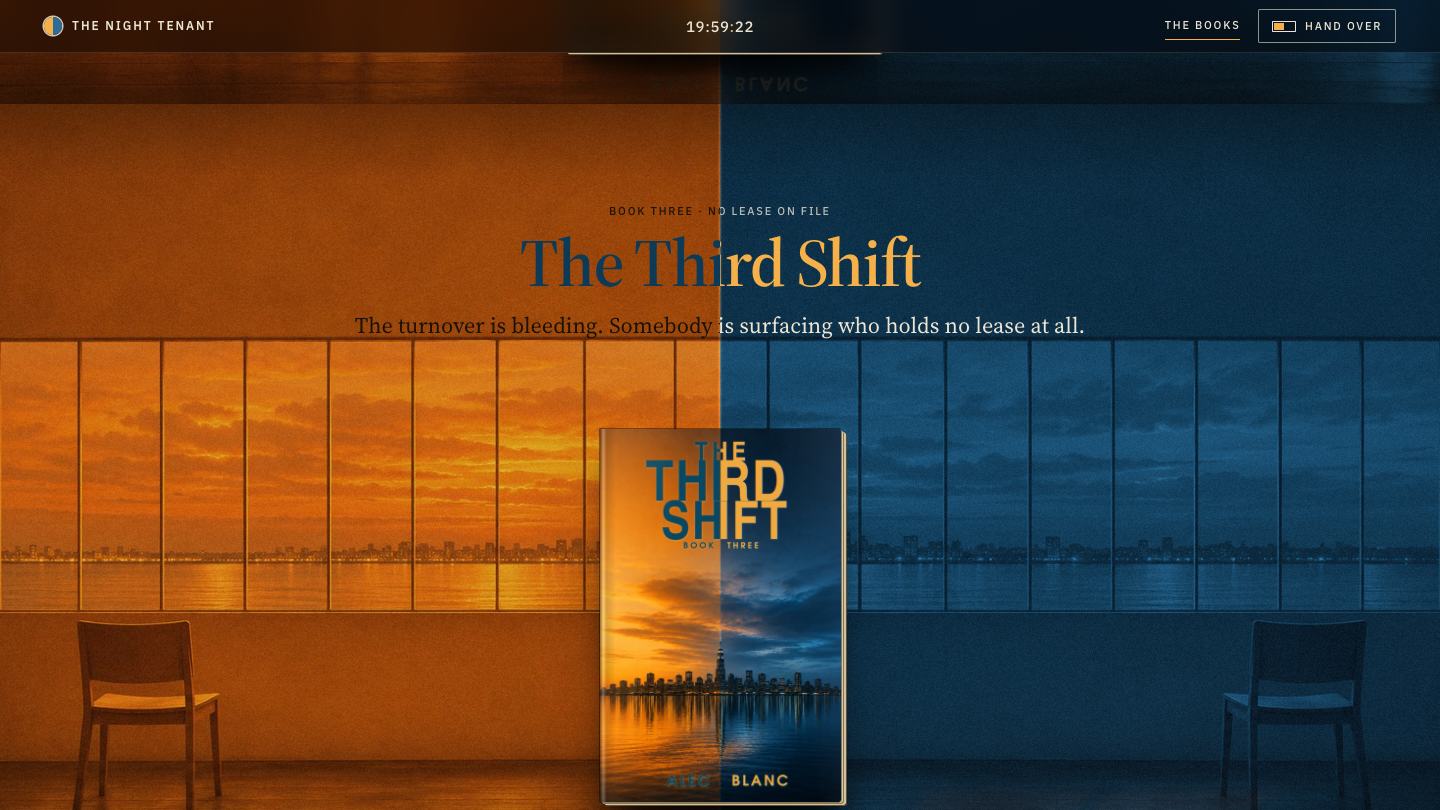 THE NIGHT TENANT
19:59:22
THE BOOKS
HAND OVER
BLANC
BOOK THREE · NO LEASE ON FILE
The Third Shift
The turnover is bleeding. Somebody is surfacing who holds no lease at all.
THE
THIRD
SHIFT
BOOK THREE
ALEC BLANC